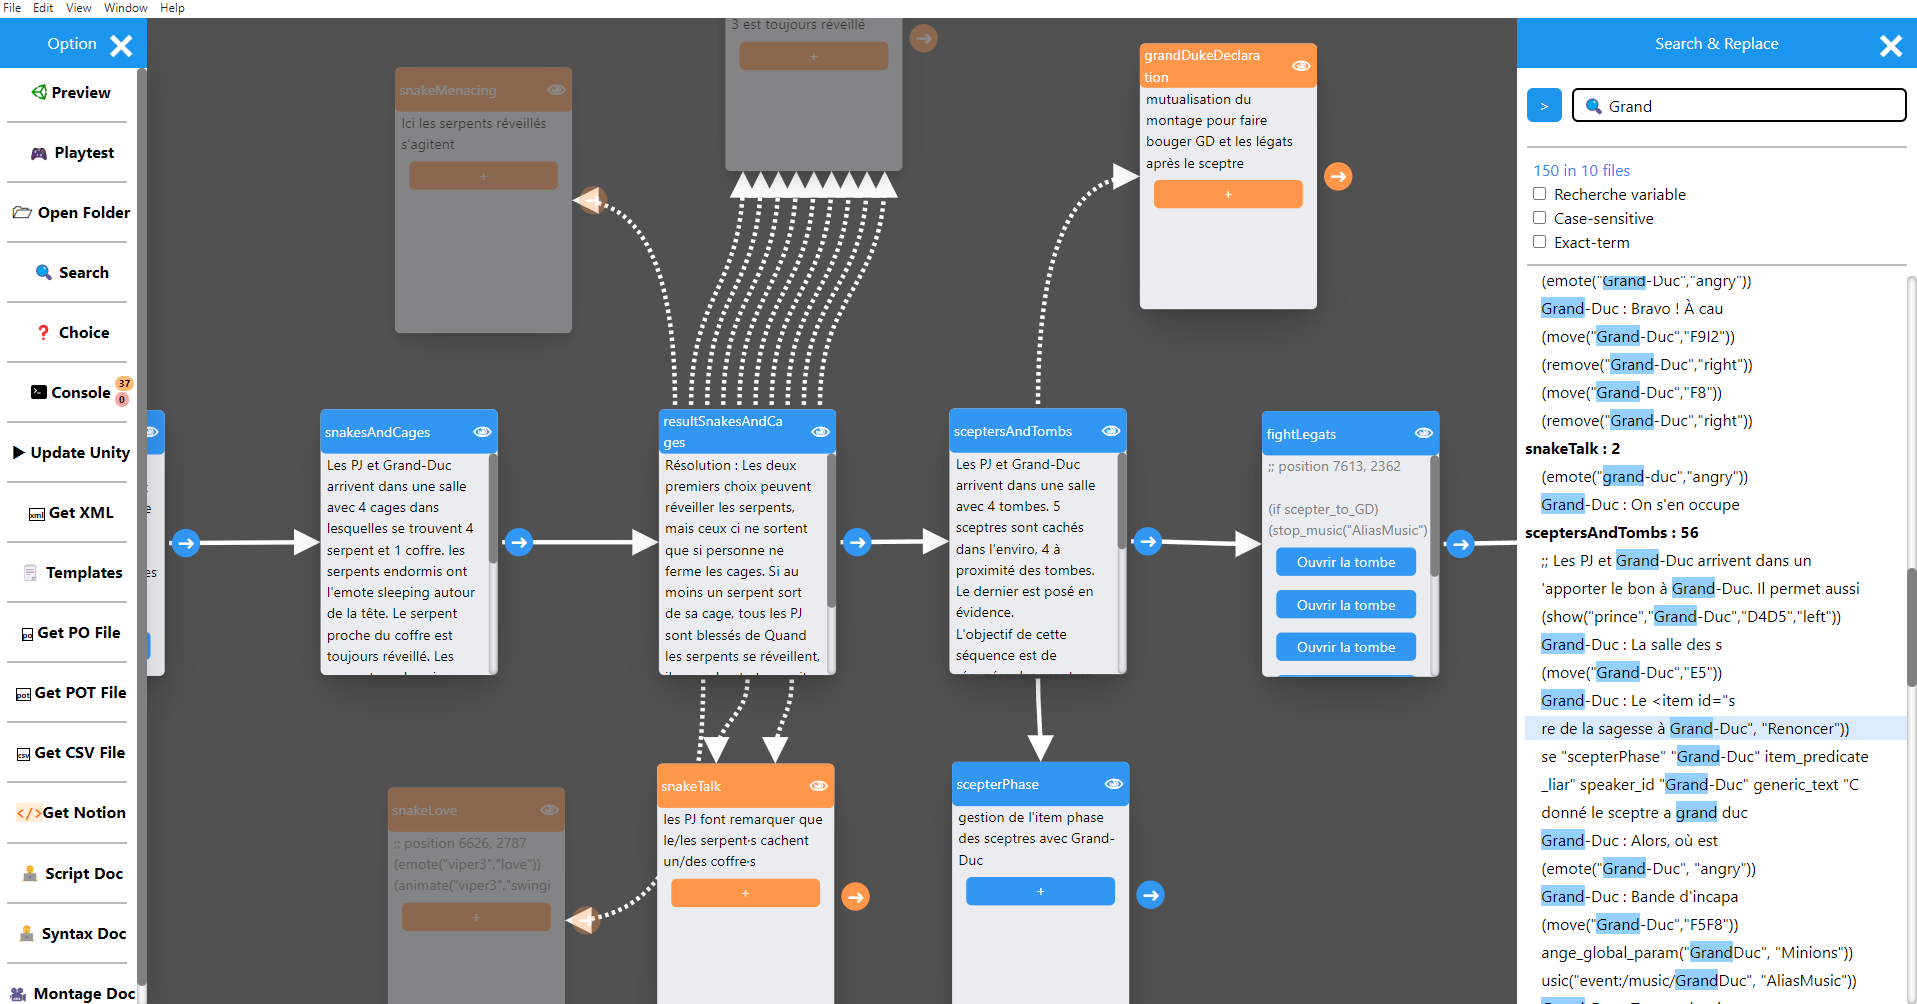 File Edit View Window Help
Option
Preview
Playtest
Open Folder
Search
Choice
Console
37
0
Update Unity
xml Get XML
Templates
po Get PO File
pot Get POT File
csv Get CSV File
</>Get Notion
Script Doc
Syntax Doc
Montage Doc
3 est toujours réveillé
+
snakeMenacing
Ici les serpents réveillés
s'agitent
+
grandDukeDeclara
tion
mutualisation du
montage pour faire
bouger GD et les légats
après le sceptre
+
es
snakesAndCages
Les PJ et Grand-Duc
arrivent dans une salle
avec 4 cages dans
lesquelles se trouvent 4
serpent et 1 coffre. les
serpents endormis ont
l'emote sleeping autour
de la tête. Le serpent
proche du coffre est
toujours réveillé. Les
resultSnakesAndCa
ges
Résolution : Les deux
premiers choix peuvent
réveiller les serpents,
mais ceux ci ne sortent
que si personne ne
ferme les cages. Si au
moins un serpent sort
de sa cage, tous les PJ
sont blessés de Quand
les serpents se réveillent,
sceptersAndTombs
Les PJ et Grand-Duc
arrivent dans une salle
avec 4 tombes. 5
sceptres sont cachés
dans l'enviro, 4 à
proximité des tombes.
Le dernier est posé en
évidence.
L'objectif de cette
séquence est de
fightLegats
;; position 7613, 2362
(if scepter_to_GD)
(stop_music("AliasMusic")
Ouvrir la tombe
Ouvrir la tombe
Ouvrir la tombe
snakeLove
;; position 6626, 2787
(emote("viper3","love"))
(animate("viper3","swingi
+
snakeTalk
les PJ font remarquer que
le/les serpent·s cachent
un/des coffre·s
+
scepterPhase
gestion de l'item phase
des sceptres avec Grand-
Duc
+
Search & Replace
> Grand
150 in 10 files
Recherche variable
Case-sensitive
Exact-term
(emote("Grand-Duc","angry"))
Grand-Duc : Bravo ! À cau
(move("Grand-Duc","F9I2"))
(remove("Grand-Duc","right"))
(move("Grand-Duc","F8"))
(remove("Grand-Duc","right"))
snakeTalk : 2
(emote("grand-duc","angry"))
Grand-Duc : On s'en occupe
sceptersAndTombs : 56
;; Les PJ et Grand-Duc arrivent dans un
'apporter le bon à Grand-Duc. Il permet aussi
(show("prince","Grand-Duc","D4D5","left"))
Grand-Duc : La salle des s
(move("Grand-Duc","E5"))
Grand-Duc : Le <item id="s
re de la sagesse à Grand-Duc", "Renoncer"))
se "scepterPhase" "Grand-Duc" item_predicate
_liar" speaker_id "Grand-Duc" generic_text "C
donné le sceptre a grand duc
Grand-Duc : Alors, où est
(emote("Grand-Duc", "angry"))
Grand-Duc : Bande d'incapa
(move("Grand-Duc","F5F8"))
ange_global_param("GrandDuc", "Minions"))
usic("event:/music/GrandDuc", "AliasMusic"))